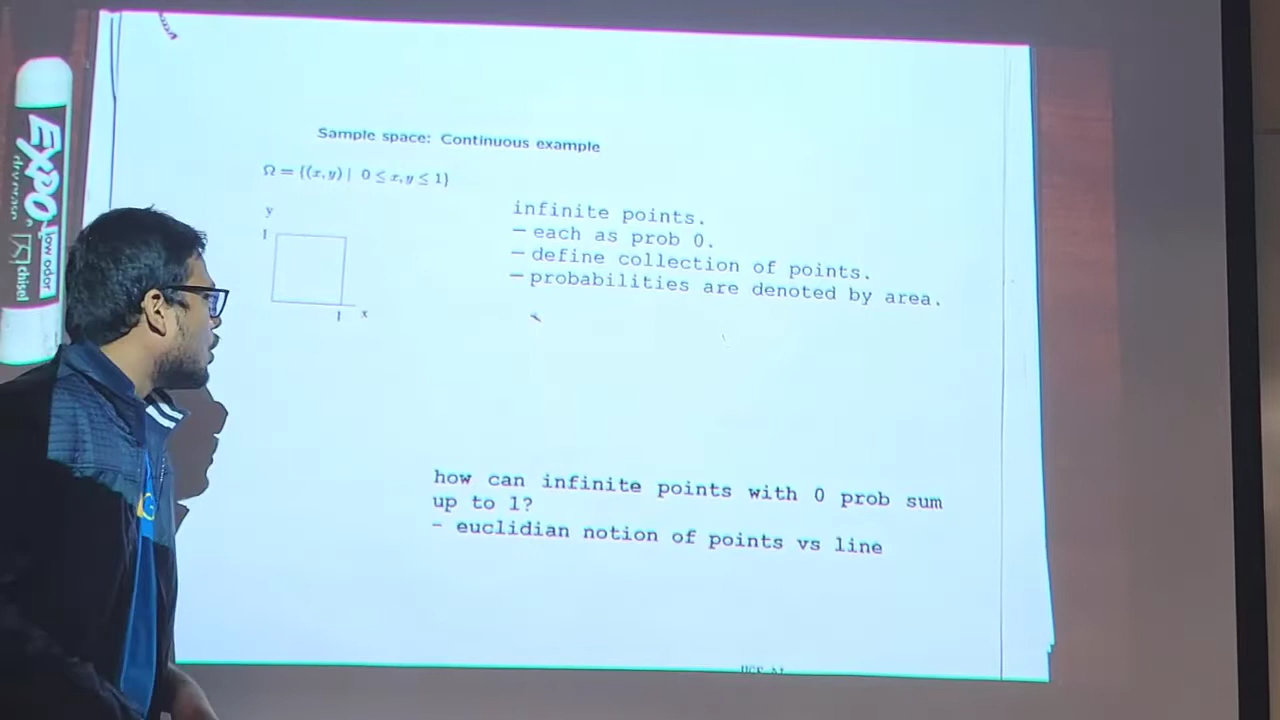 Sample space: Continuous example
Ω = {(x, y) | 0 ≤ x, y ≤ 1}
y
1
1 x
infinite points.
– each as prob 0.
– define collection of points.
– probabilities are denoted by area.
how can infinite points with 0 prob sum
up to 1?
- euclidian notion of points vs line
EXPO
low odor
chisel